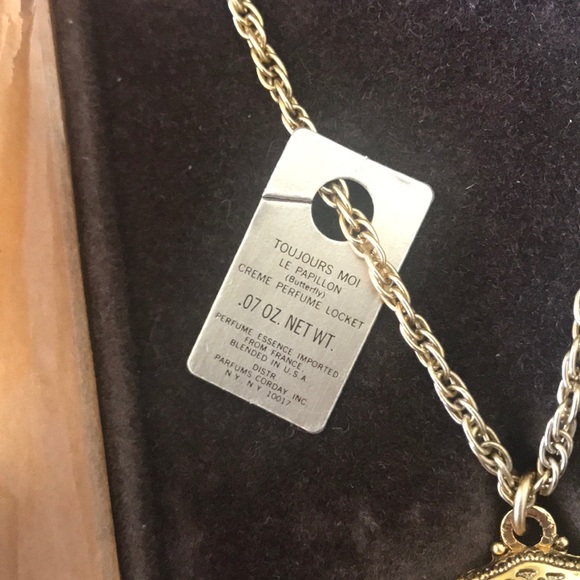 TOUJOURS MOI
LE PAPILLON
(Butterfly)
CREME PERFUME LOCKET
.07 OZ. NET WT.
PERFUME ESSENCE IMPORTED
FROM FRANCE
BLENDED IN U.S.A
DISTR.
PARFUMS CORDAY, INC.
N.Y. N.Y. 10017